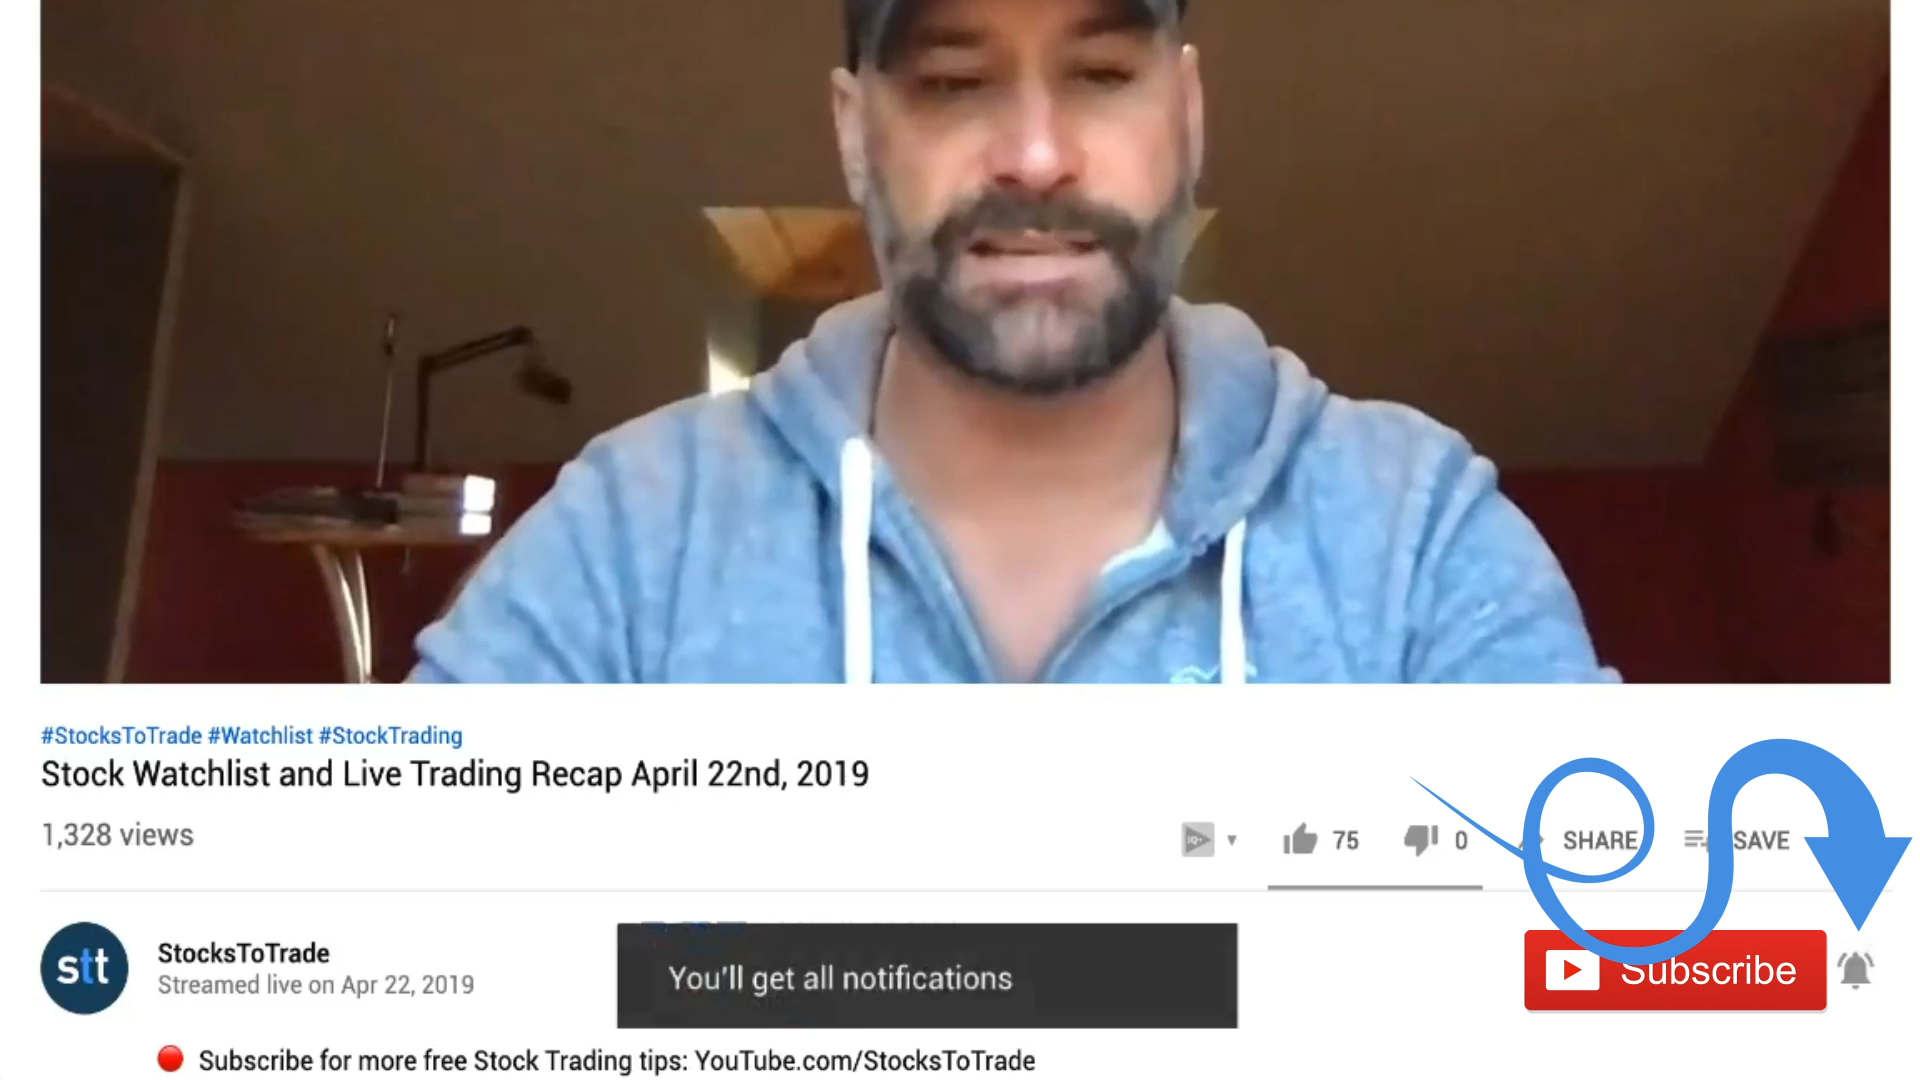 #StocksToTrade #Watchlist #StockTrading
Stock Watchlist and Live Trading Recap April 22nd, 2019
1,328 views
IQ+ 75 0 SHARE SAVE
stt
StocksToTrade
Streamed live on Apr 22, 2019
You'll get all notifications
Subscribe
Subscribe for more free Stock Trading tips: YouTube.com/StocksToTrade